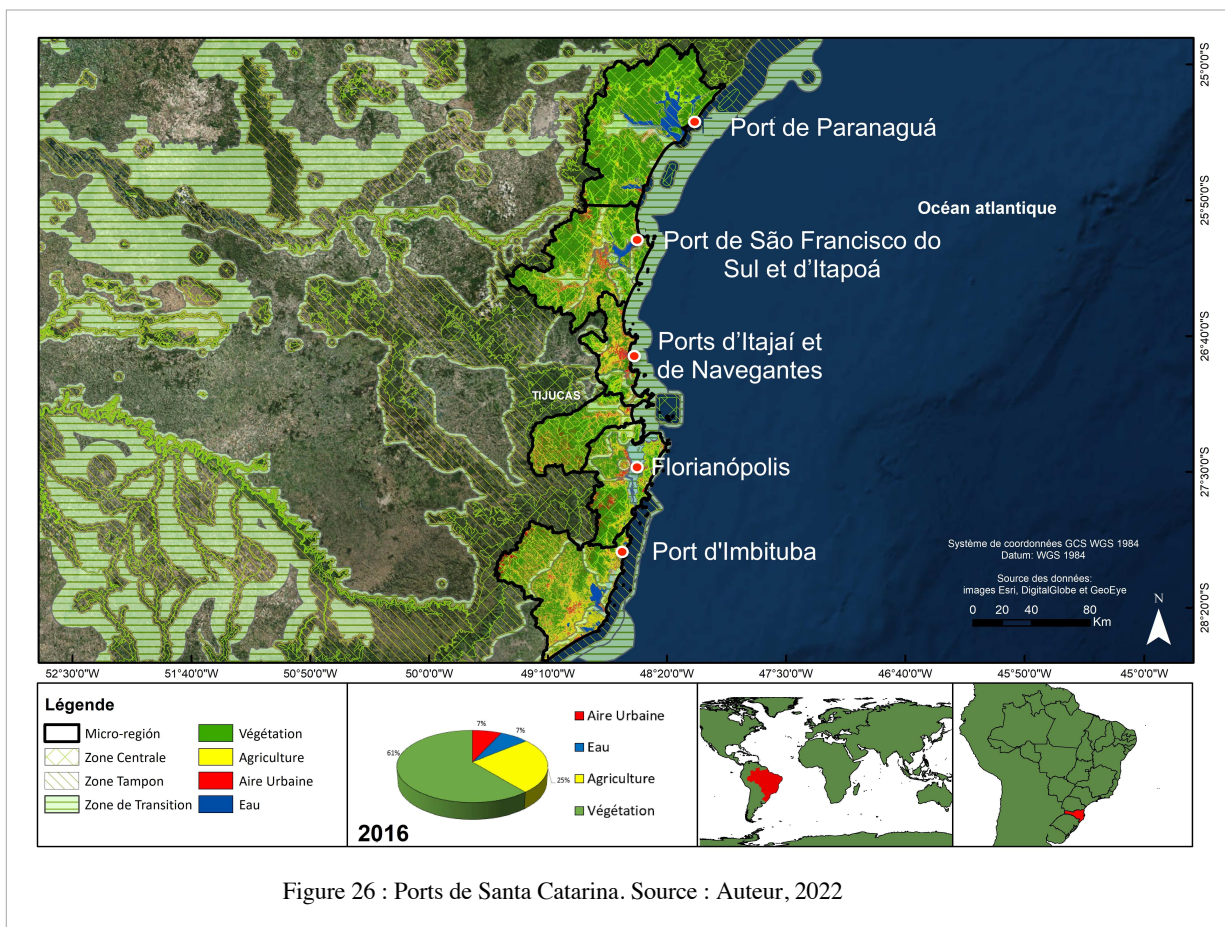 Port de Paranaguá
Océan atlantique
Port de São Francisco do
Sul et d'Itapoá
Ports d'Itajaí et
de Navegantes
TIJUCAS
Florianópolis
Port d'Imbituba
Système de coordonnées GCS WGS 1984
Datum: WGS 1984
Source des données:
images Esri, DigitalGlobe et GeoEye
0 20 40 80
Km
N
25°0'0"S
25°50'0"S
26°40'0"S
27°30'0"S
28°20'0"S
52°30'0"W 51°40'0"W 50°50'0"W 50°0'0"W 49°10'0"W 48°20'0"W 47°30'0"W 46°40'0"W 45°50'0"W 45°0'0"W
Légende
Micro-región
Zone Centrale
Zone Tampon
Zone de Transition
Végétation
Agriculture
Aire Urbaine
Eau
7%
7%
25%
61%
2016
Aire Urbaine
Eau
Agriculture
Végétation
Figure 26 : Ports de Santa Catarina. Source : Auteur, 2022